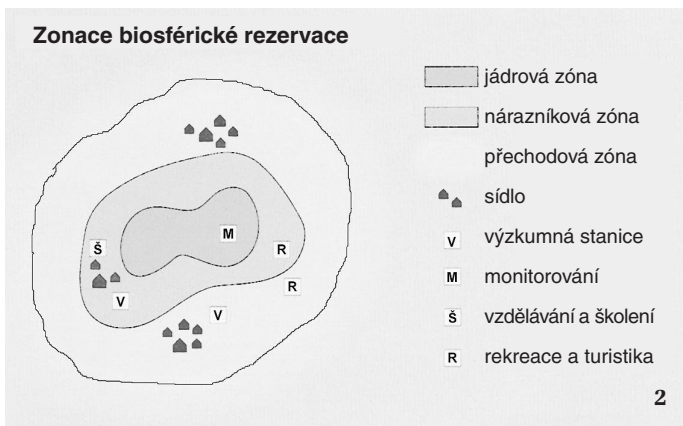 Zonace biosférické rezervace
jádrová zóna
nárazníková zóna
přechodová zóna
sídlo
V výzkumná stanice
M monitorování
Š vzdělávání a školení
R rekreace a turistika
Š
M
R
R
V
V
2